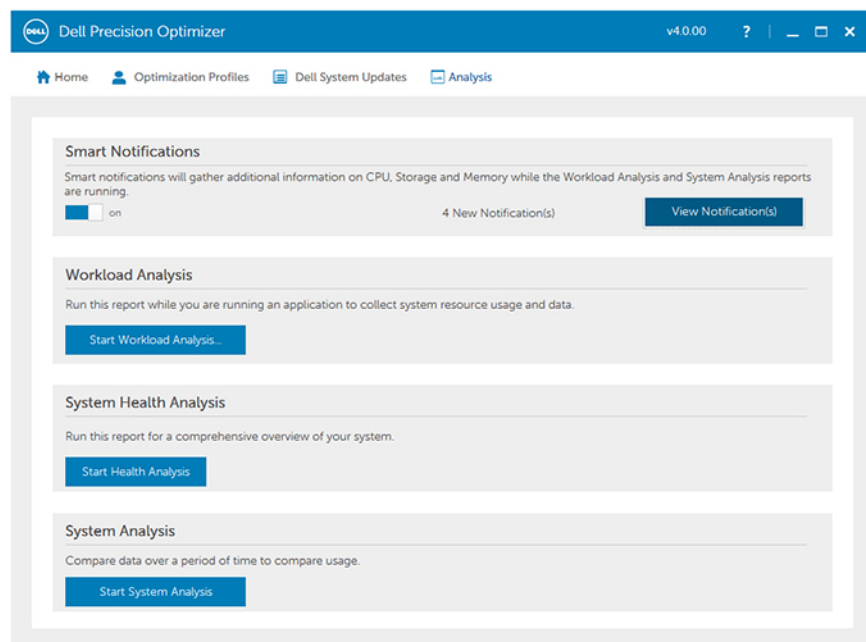 DELL Dell Precision Optimizer v4.0.00 ?
Home Optimization Profiles Dell System Updates Analysis
Smart Notifications
Smart notifications will gather additional information on CPU, Storage and Memory while the Workload Analysis and System Analysis reports
are running.
on 4 New Notification(s) View Notification(s)
Workload Analysis
Run this report while you are running an application to collect system resource usage and data.
Start Workload Analysis...
System Health Analysis
Run this report for a comprehensive overview of your system.
Start Health Analysis
System Analysis
Compare data over a period of time to compare usage.
Start System Analysis